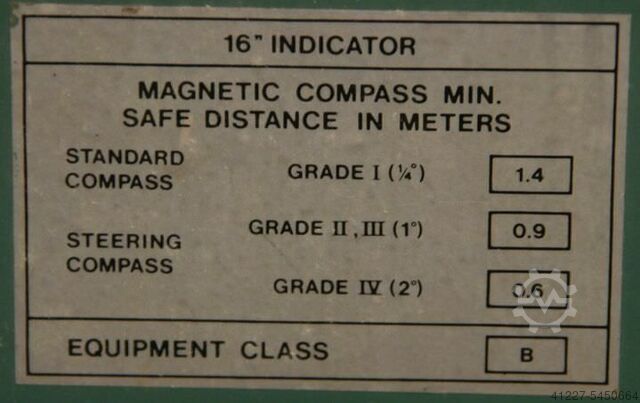 16" INDICATOR
MAGNETIC COMPASS MIN.
SAFE DISTANCE IN METERS
STANDARD COMPASS GRADE I (¼°) 1.4
STEERING COMPASS GRADE II, III (1°) 0.9
GRADE IV (2°) 0.6
EQUIPMENT CLASS B
41227-5450664